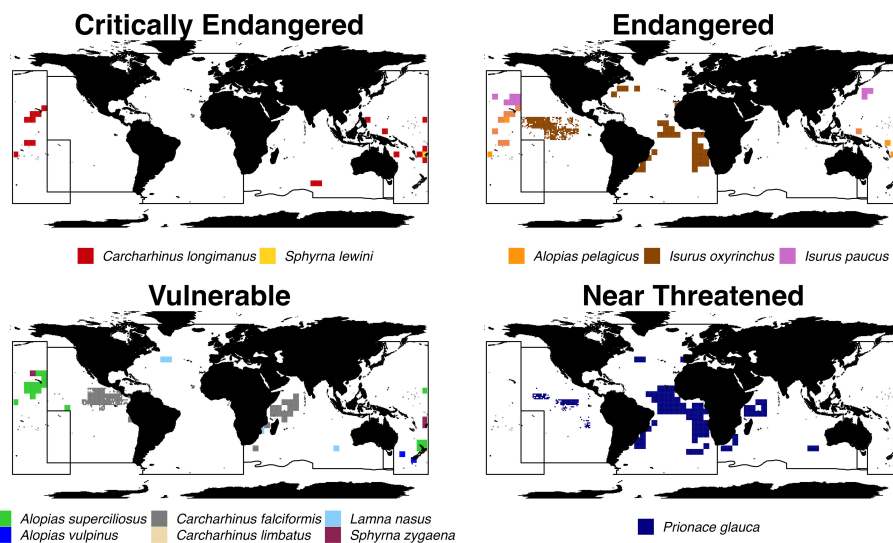 Critically Endangered
Endangered
Carcharhinus longimanus Sphyrna lewini
Alopias pelagicus Isurus oxyrinchus Isurus paucus
Vulnerable
Near Threatened
Alopias superciliosus Carcharhinus falciformis Lamna nasus
Alopias vulpinus Carcharhinus limbatus Sphyrna zygaena
Prionace glauca